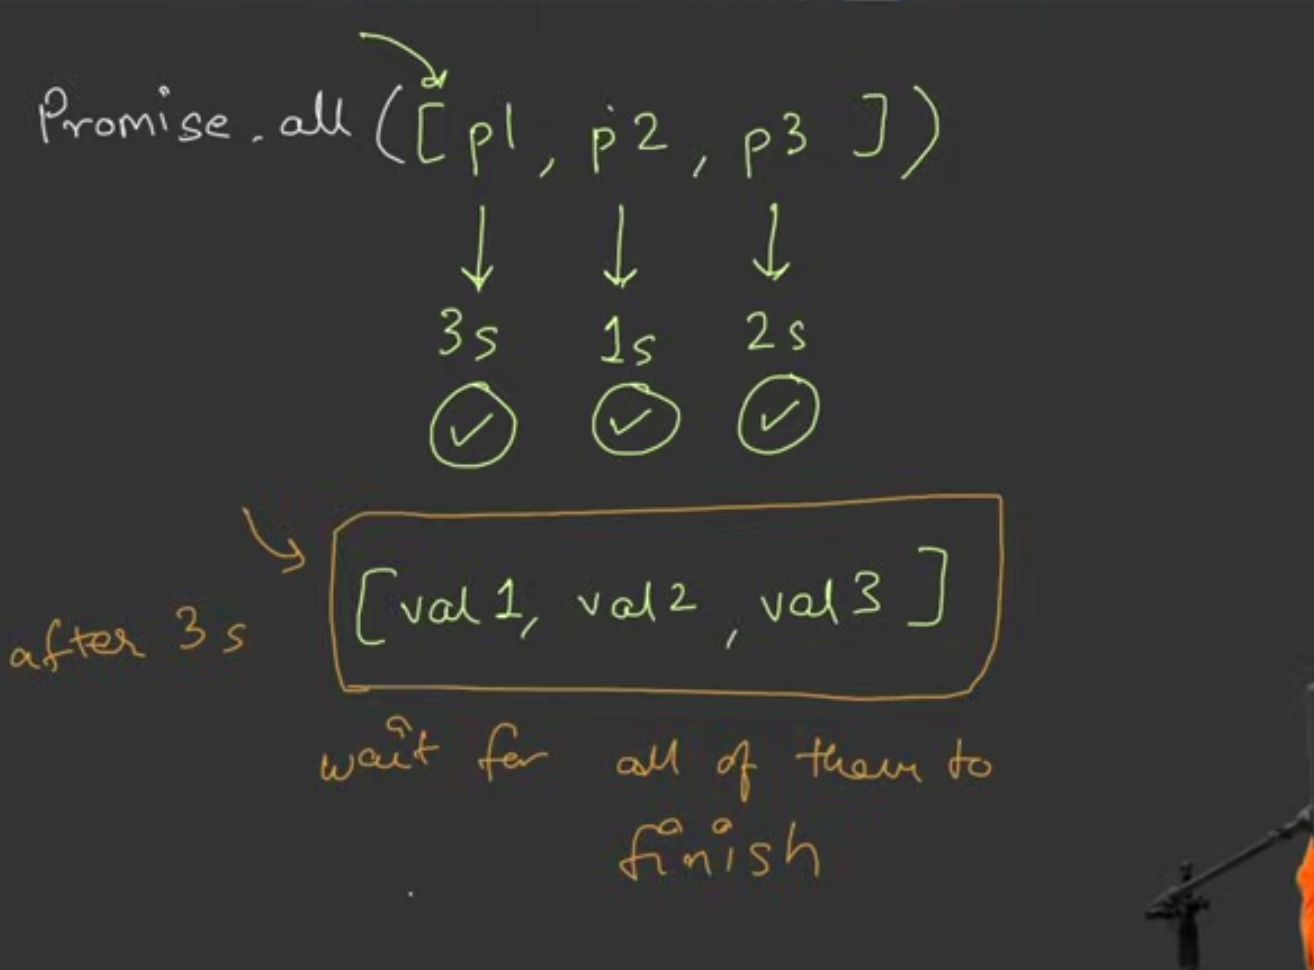 Promise.all([p1, p2, p3])
3s 1s 2s
[val1, val2, val3]
after 3s
wait for all of them to
finish